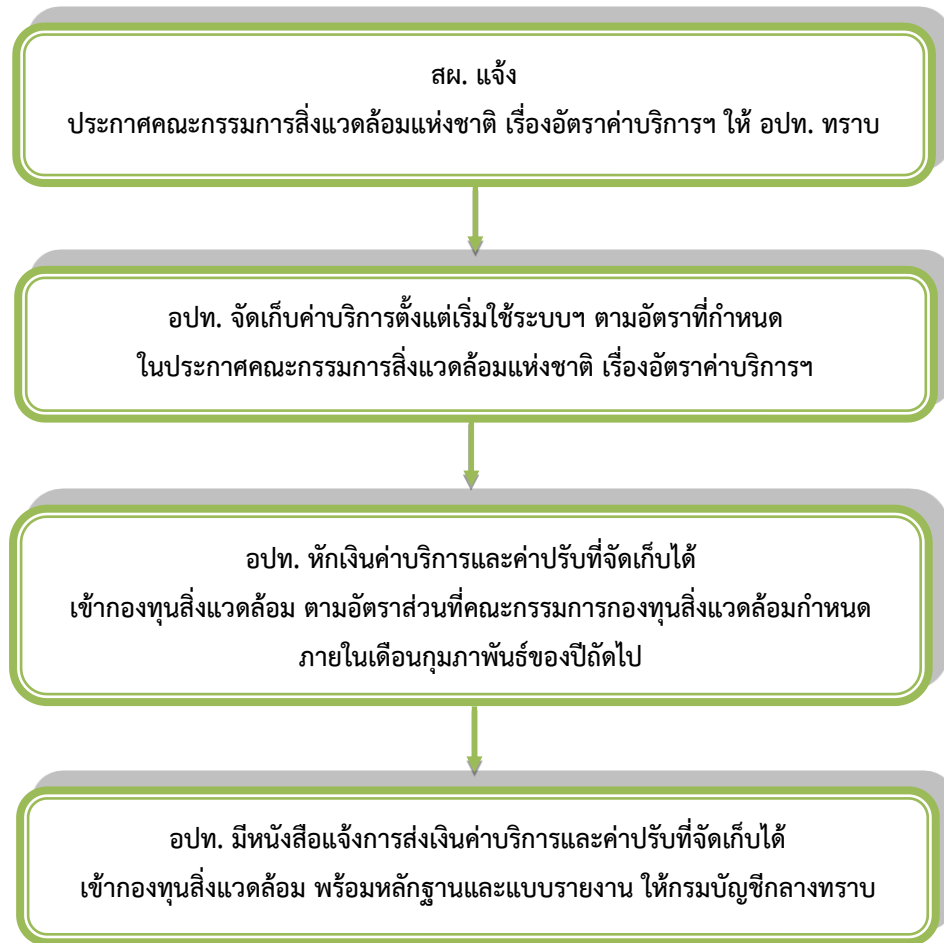 สผ. แจ้ง
ประกาศคณะกรรมการสิ่งแวดล้อมแห่งชาติ เรื่องอัตราค่าบริการฯ ให้ อปท. ทราบ
อปท. จัดเก็บค่าบริการตั้งแต่เริ่มใช้ระบบฯ ตามอัตราที่กำหนด
ในประกาศคณะกรรมการสิ่งแวดล้อมแห่งชาติ เรื่องอัตราค่าบริการฯ
อปท. หักเงินค่าบริการและค่าปรับที่จัดเก็บได้
เข้ากองทุนสิ่งแวดล้อม ตามอัตราส่วนที่คณะกรรมการกองทุนสิ่งแวดล้อมกำหนด
ภายในเดือนกุมภาพันธ์ของปีถัดไป
อปท. มีหนังสือแจ้งการส่งเงินค่าบริการและค่าปรับที่จัดเก็บได้
เข้ากองทุนสิ่งแวดล้อม พร้อมหลักฐานและแบบรายงาน ให้กรมบัญชีกลางทราบ